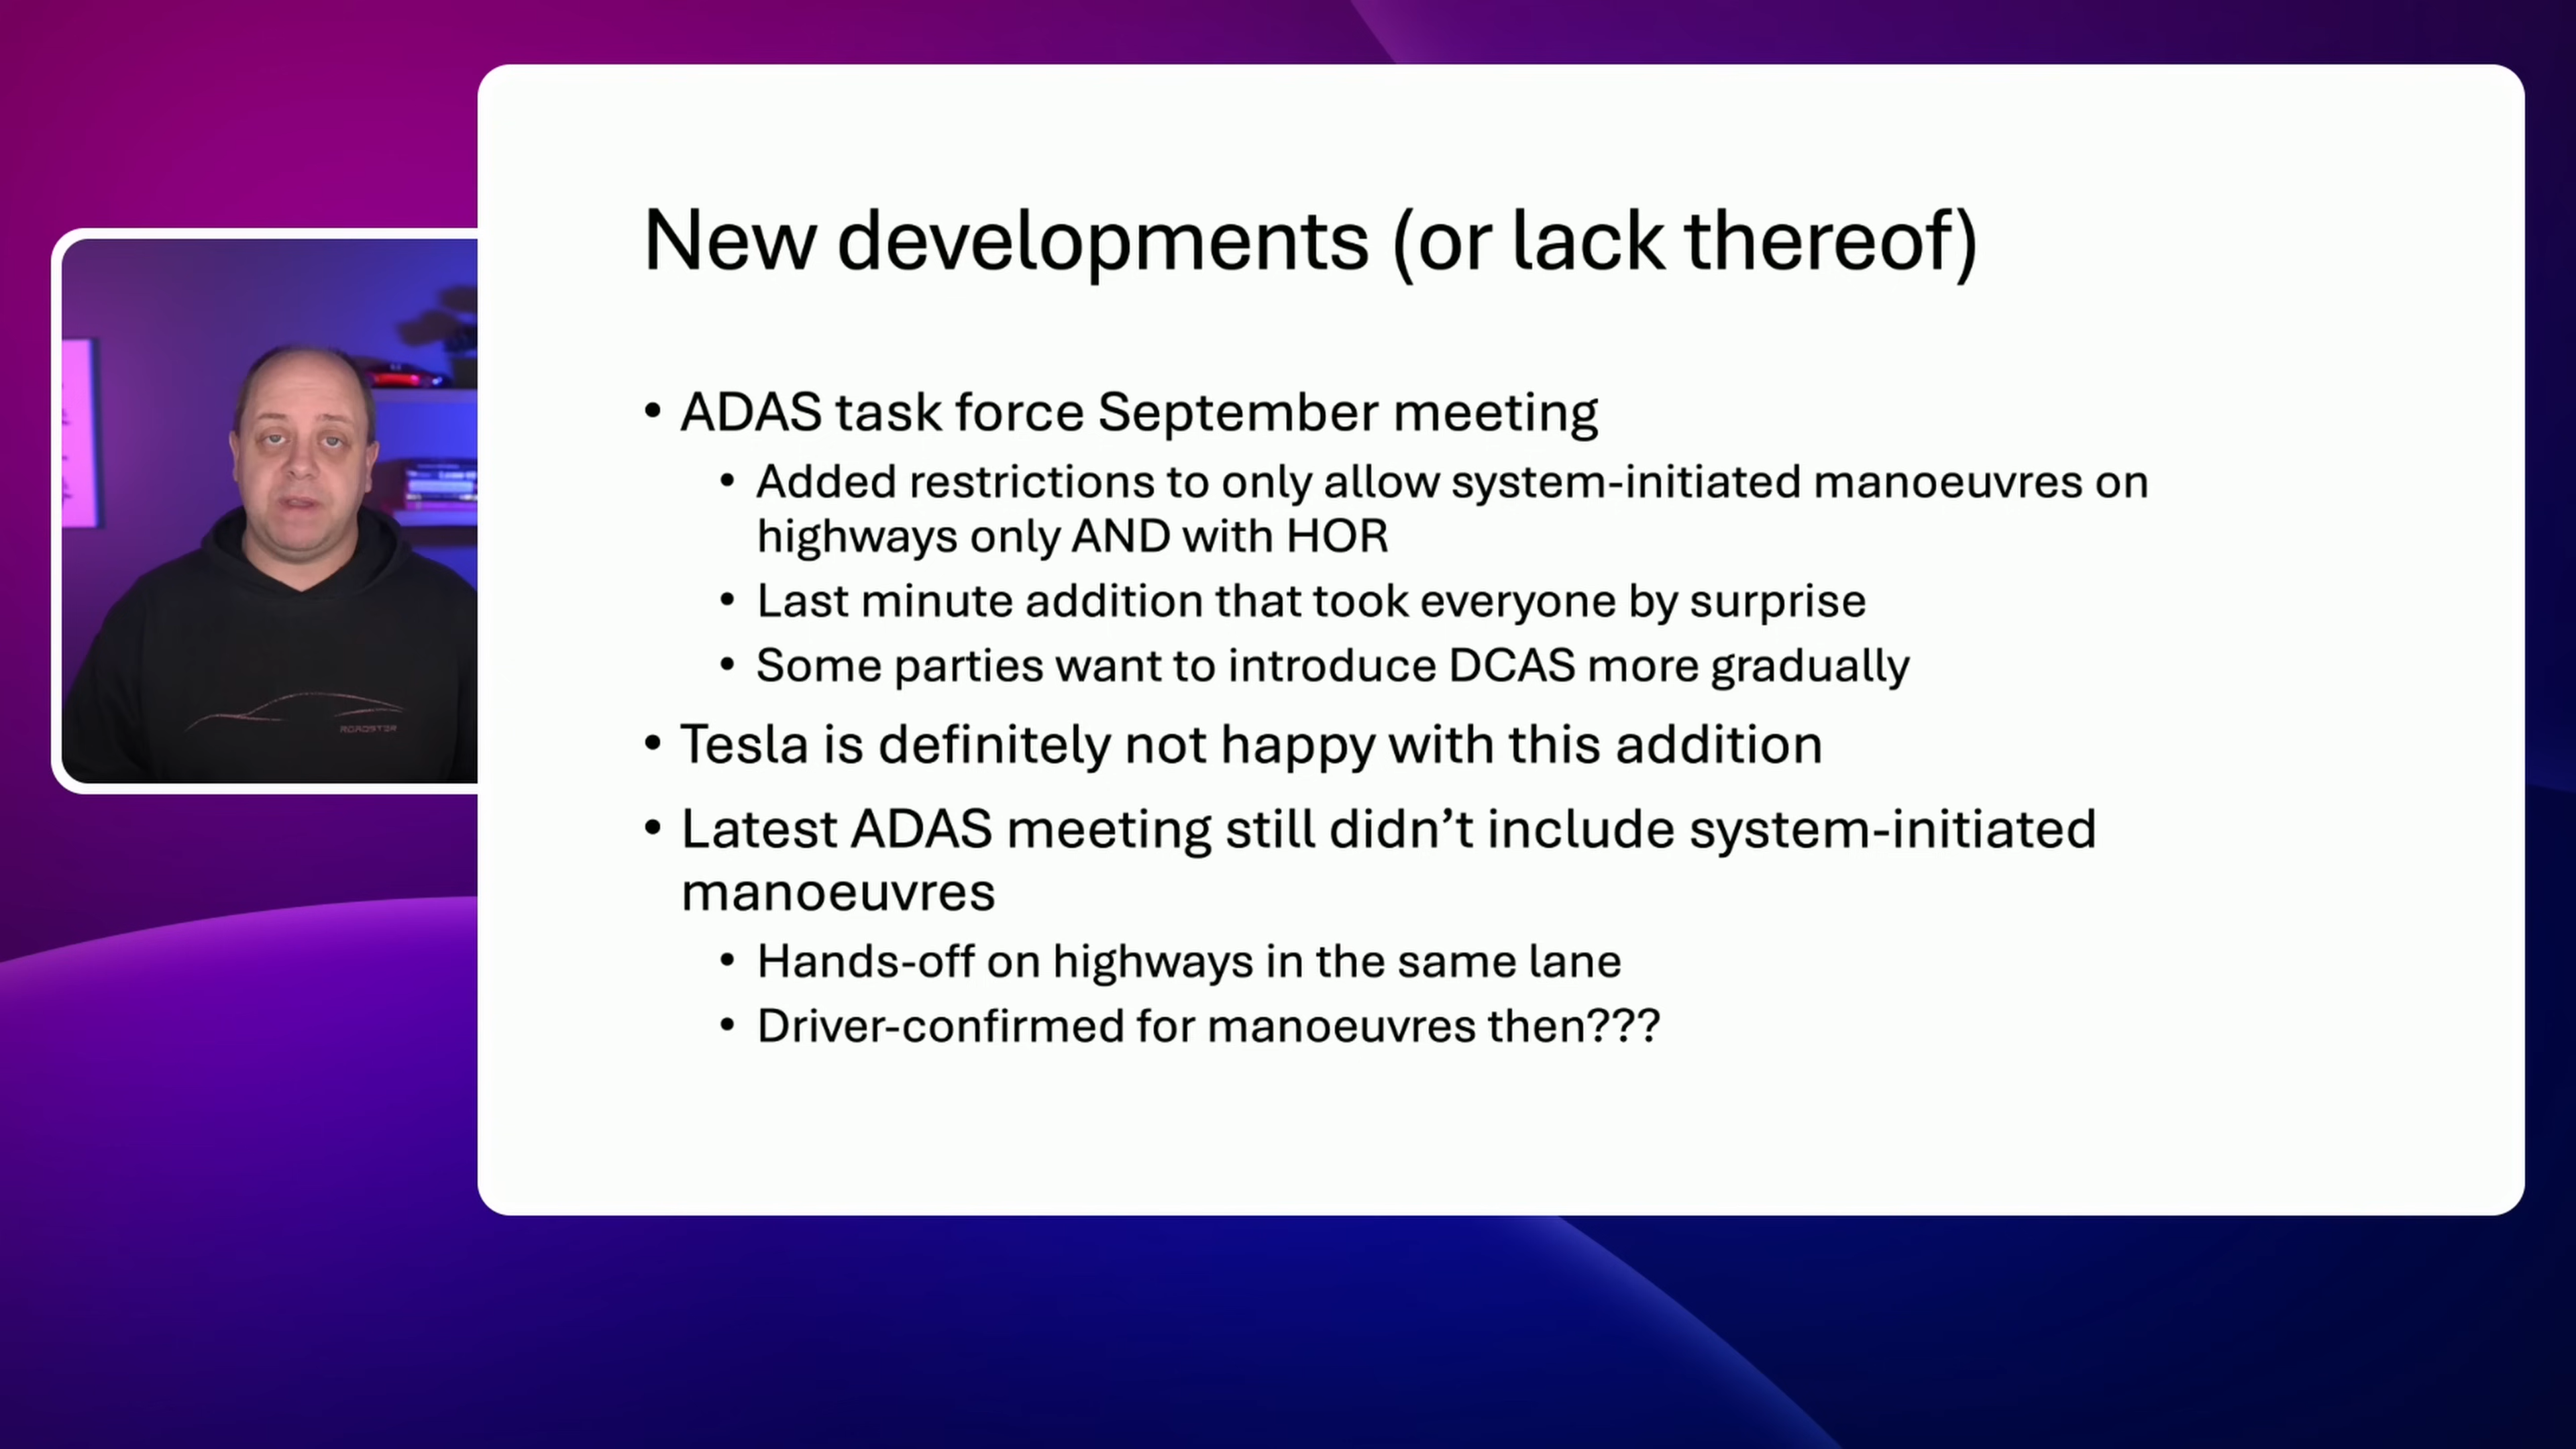 New developments (or lack thereof)
• ADAS task force September meeting
• Added restrictions to only allow system-initiated manoeuvres on
highways only AND with HOR
• Last minute addition that took everyone by surprise
• Some parties want to introduce DCAS more gradually
• Tesla is definitely not happy with this addition
• Latest ADAS meeting still didn’t include system-initiated
manoeuvres
• Hands-off on highways in the same lane
• Driver-confirmed for manoeuvres then???
ROADSTER